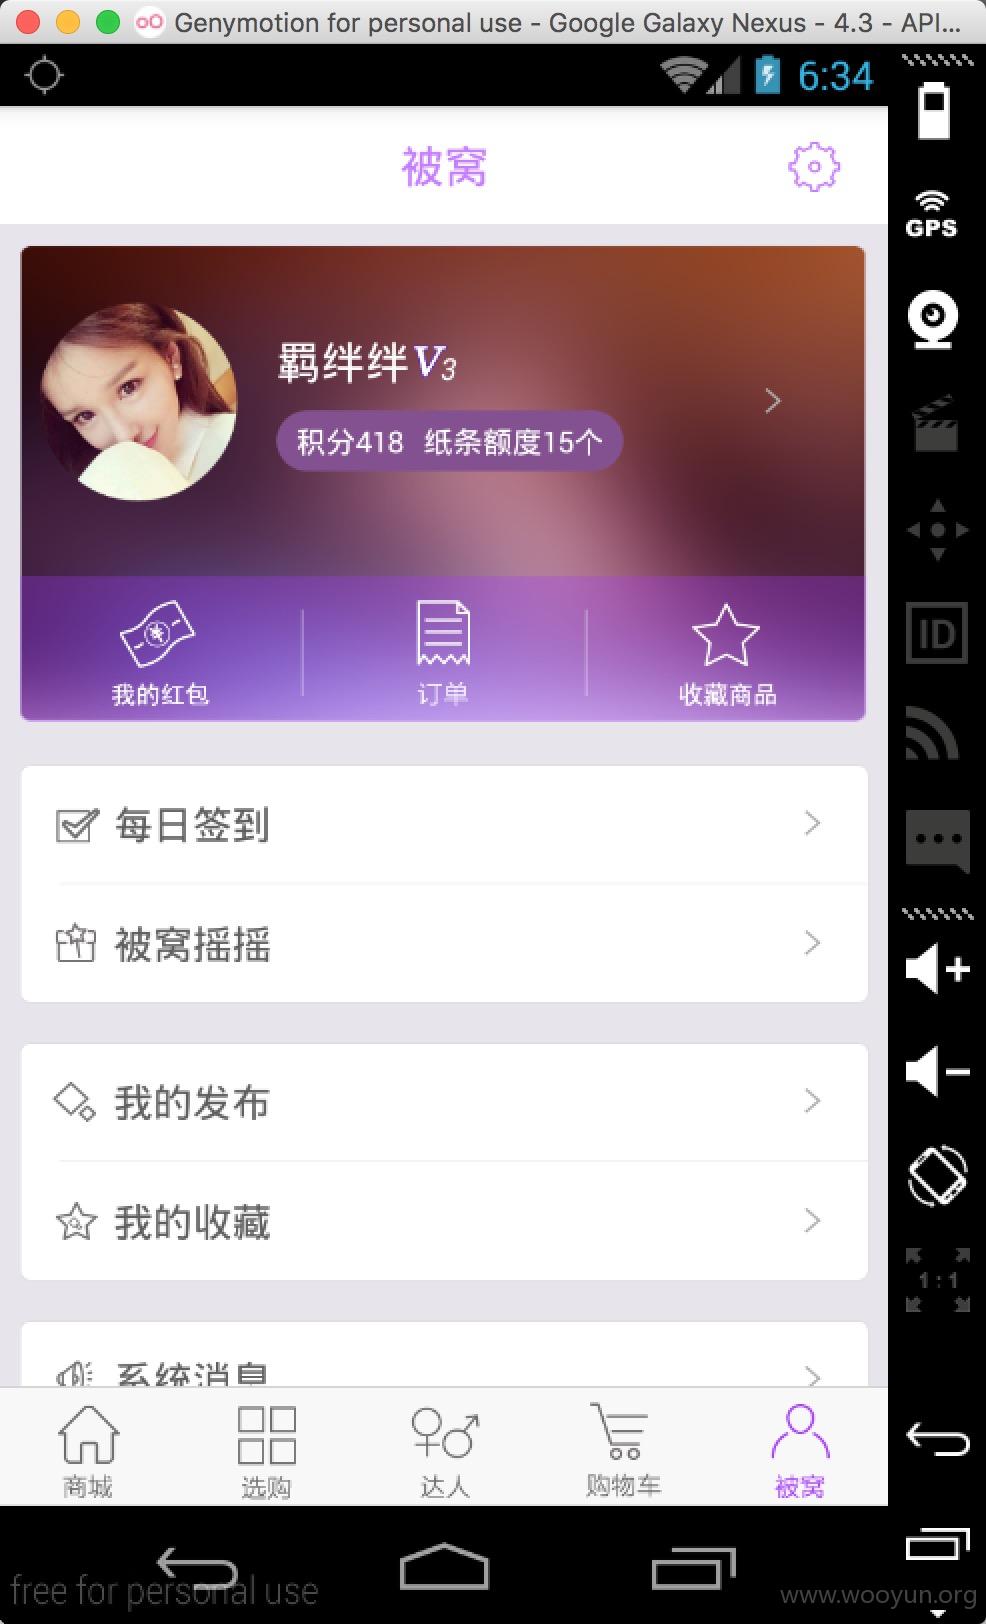 Genymotion for personal use - Google Galaxy Nexus - 4.3 - API...
6:34
被窝
GPS
羁绊绊V3
积分418 纸条额度15个
我的红包
订单
收藏商品
ID
每日签到
被窝摇摇
我的发布
我的收藏
1:1
系统消息
商城
选购
达人
购物车
被窝
free for personal use
www.wooyun.org